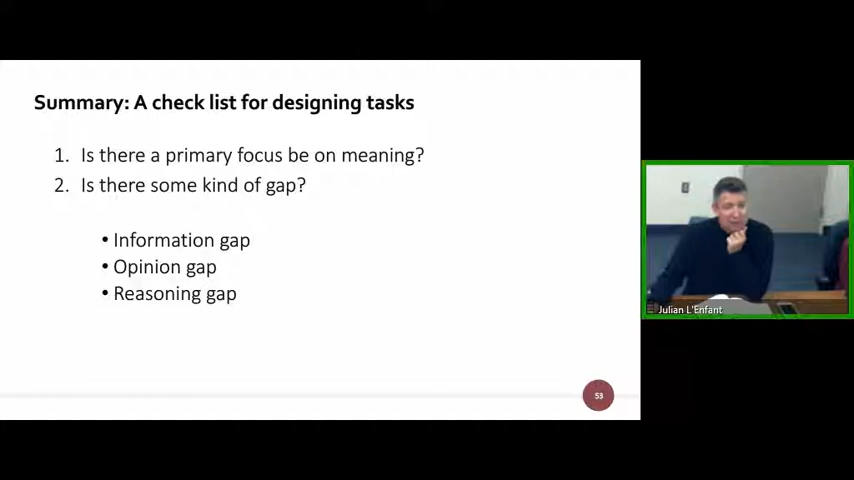 Summary: A check list for designing tasks
1. Is there a primary focus be on meaning?
2. Is there some kind of gap?
• Information gap
• Opinion gap
• Reasoning gap
53
Julian L'Enfant